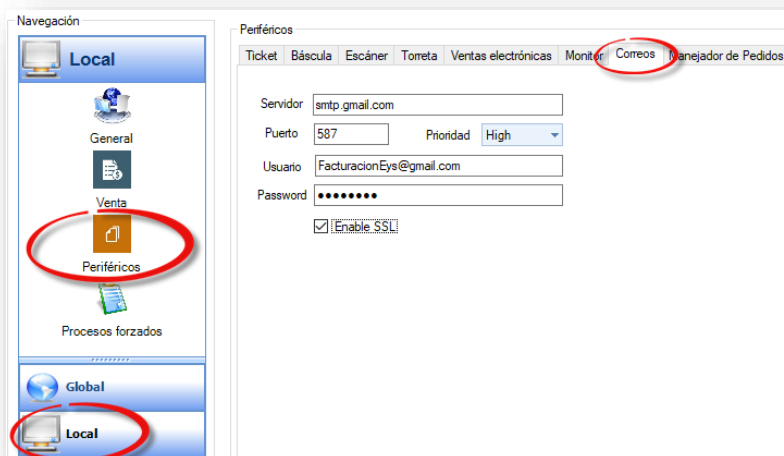 Navegación
Local
General
Venta
Periféricos
Procesos forzados
Global
Local
Periféricos
Ticket Báscula Escáner Torreta Ventas electrónicas Monitor Correos Manejador de Pedidos
Servidor smtp.gmail.com
Puerto 587 Prioridad High
Usuario FacturacionEys@gmail.com
Password ●●●●●●●●
Enable SSL